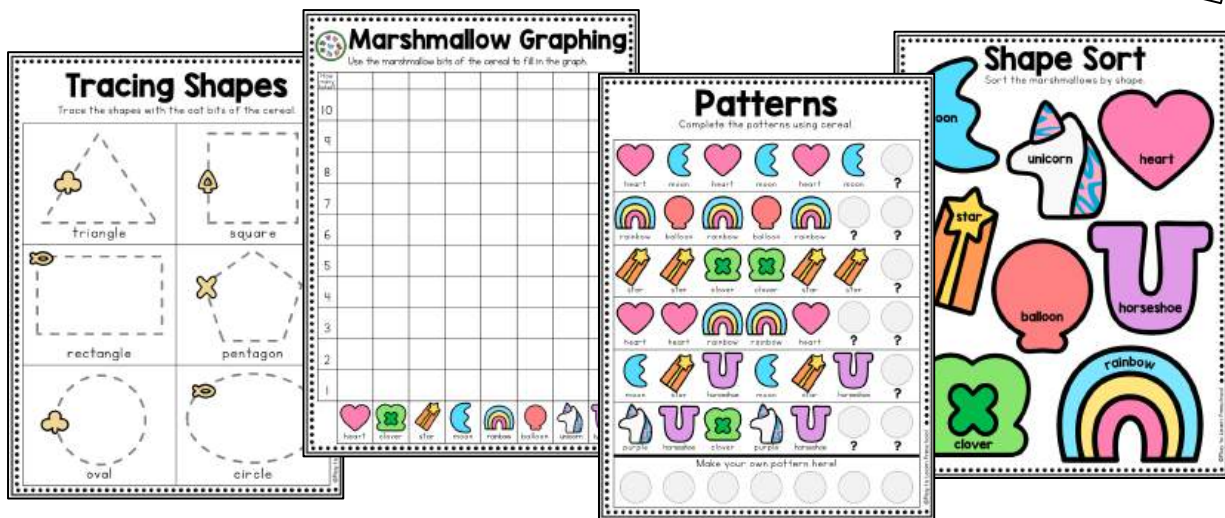 Tracing Shapes
Trace the shapes with the oat bits of the cereal.
triangle
square
rectangle
pentagon
oval
circle
Marshmallow Graphing
Use the marshmallow bits of the cereal to fill in the graph.
How many total?
10
9
8
7
6
5
4
3
2
1
heart clover star moon rainbow balloon unicorn
Patterns
Complete the patterns using cereal.
heart moon heart moon heart moon ?
rainbow balloon rainbow balloon rainbow ? ?
star star clover clover star star ?
heart heart rainbow rainbow heart ? ?
moon star horseshoe moon star horseshoe ?
purple horseshoe clover purple horseshoe ? ?
Make your own pattern here!
Shape Sort
Sort the marshmallows by shape.
oon
unicorn
heart
star
balloon
horseshoe
clover
rainbow